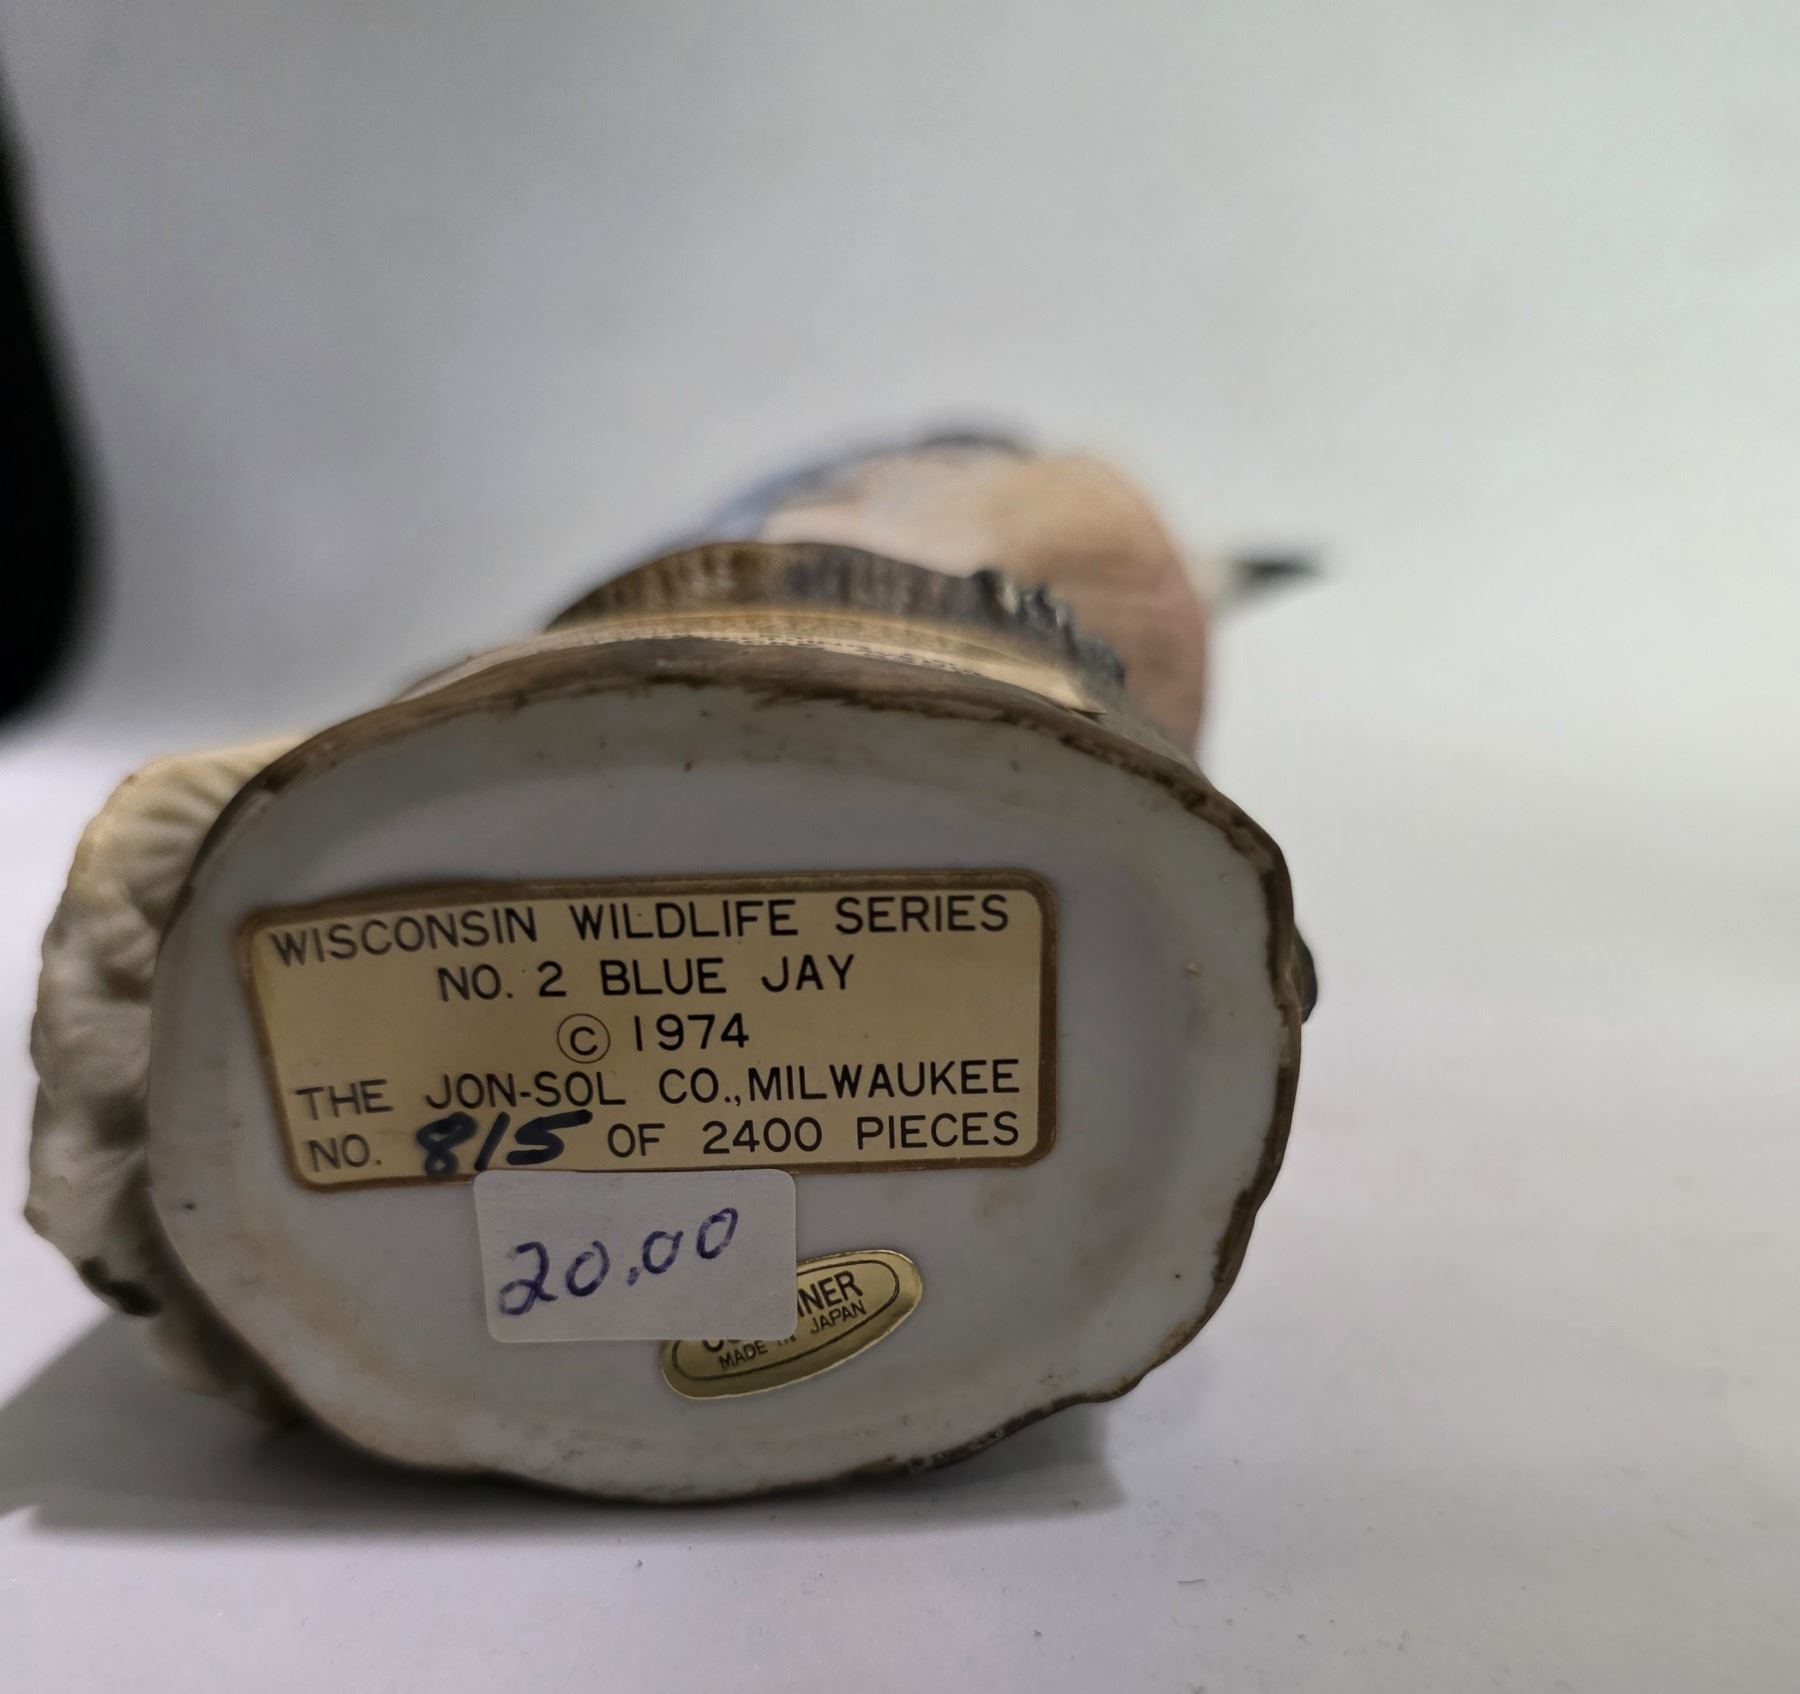 WISCONSIN WILDLIFE SERIES
NO. 2 BLUE JAY
© 1974
THE JON-SOL CO., MILWAUKEE
NO. 815 OF 2400 PIECES
20.00
MADE IN JAPAN